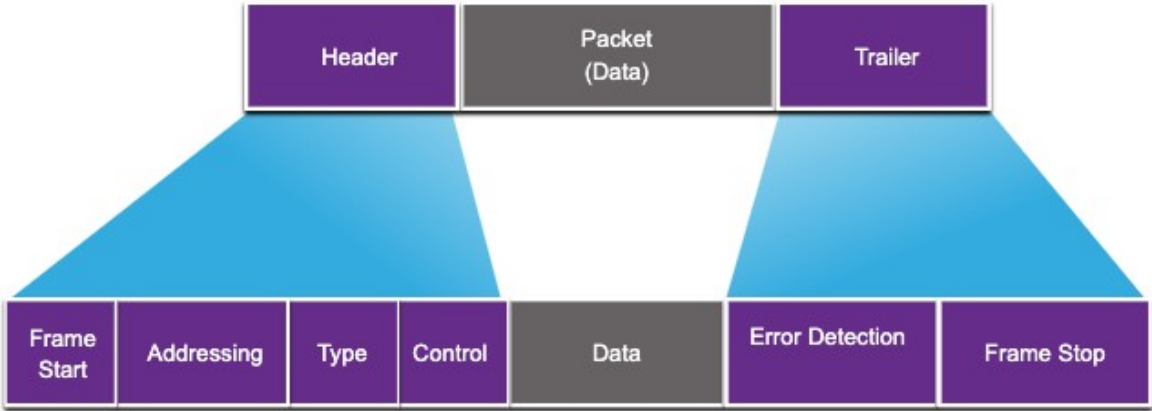 Header
Packet
(Data)
Trailer
Frame
Start
Addressing
Type
Control
Data
Error Detection
Frame Stop